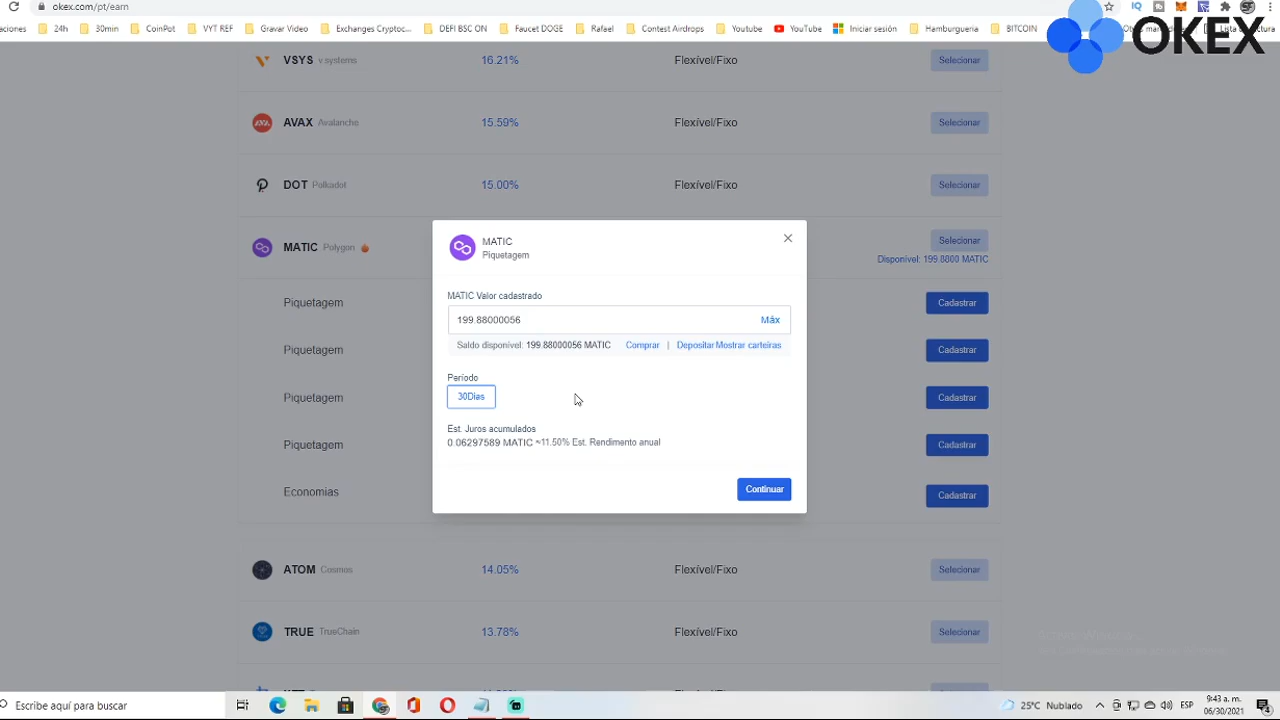 okex.com/pt/earn
aciones 24h 30min CoinPot VYT REF Gravar Video Exchanges Cryptoc... DEFI BSC ON Faucet DOGE Rafael Contest Airdrops Youtube YouTube Iniciar sesión Hamburgueria BITCOIN
OKEX
VSYS v.systems 16.21% Flexível/Fixo Selecionar
AVAX Avalanche 15.59% Flexível/Fixo Selecionar
DOT Polkadot 15.00% Flexível/Fixo Selecionar
MATIC Polygon Selecionar
Disponível: 199.8800 MATIC
MATIC
Piquetagem
Piquetagem Cadastrar
MATIC Valor cadastrado
199.88000056 Máx
Saldo disponível: 199.88000056 MATIC Comprar | Depositar Mostrar carteiras
Piquetagem Cadastrar
Período
30Dias
Piquetagem Cadastrar
Est. Juros acumulados
0.06297589 MATIC ~11.50% Est. Rendimento anual
Piquetagem Cadastrar
Continuar
Economias Cadastrar
ATOM Cosmos 14.05% Flexível/Fixo Selecionar
TRUE TrueChain 13.78% Flexível/Fixo Selecionar
Escribe aquí para buscar
25°C Nublado ESP 9:43 a. m.
06/30/2021